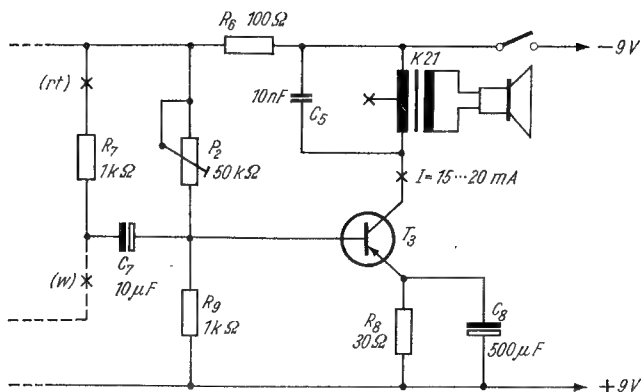 R6 100Ω
K21
−9V
(rt)
10nF
C5
R7
1kΩ
P2
50kΩ
I = 15···20 mA
T3
(w)
C7
10µF
R9
1kΩ
R8
30Ω
C8
500µF
+9V